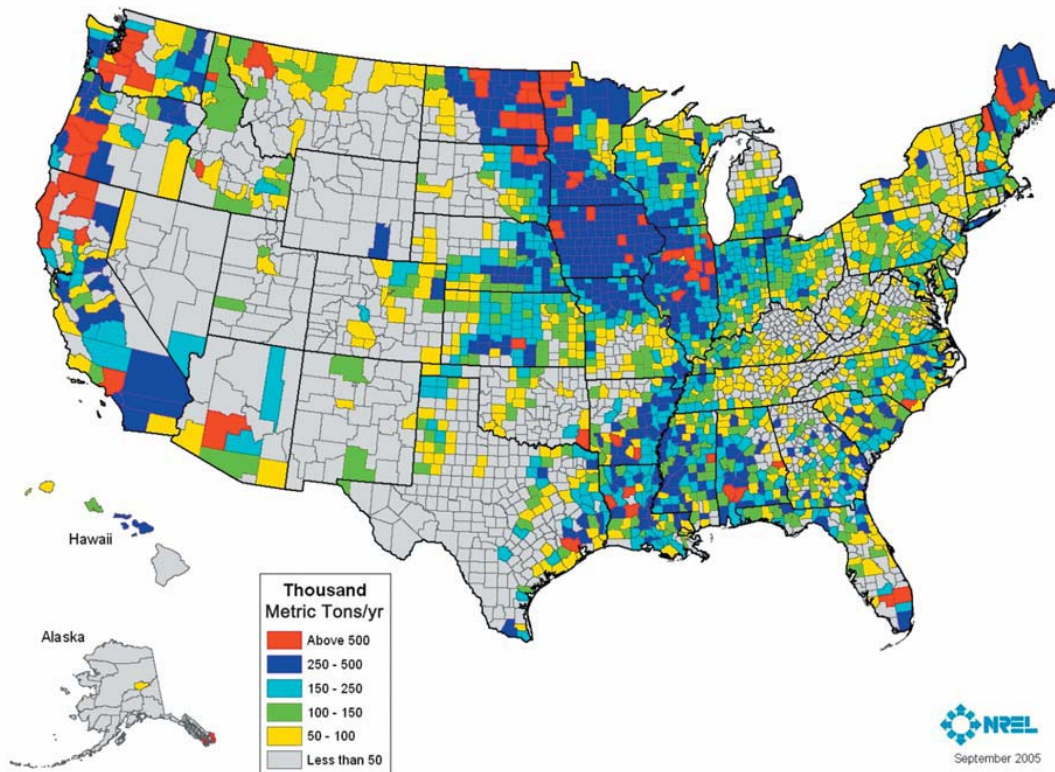 Hawaii
Alaska
Thousand
Metric Tons/yr
Above 500
250 - 500
150 - 250
100 - 150
50 - 100
Less than 50
NREL
September 2005